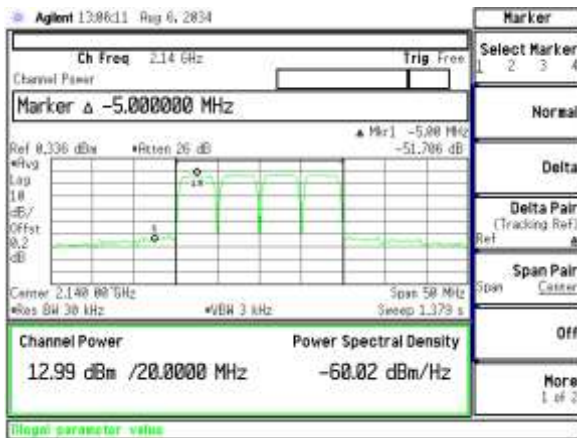 Agilent 13:06:11 Aug 6, 2034
Marker
Ch Freq 2.14 GHz
Trig Free
Channel Power
Select Marker
1 2 3 4
Marker Δ -5.000000 MHz
Normal
▲ Mkr1 -5.00 MHz
Ref 0.336 dBm
#Atten 26 dB
-51.706 dB
#Avg
Log
10
dB/
Offst
0.2
dB
1R
1
Delta
Delta Pair
(Tracking Ref)
Ref Δ
Span Pair
Span Center
Center 2.140 00 GHz
Span 50 MHz
#Res BW 30 kHz
#VBW 3 kHz
Sweep 1.379 s
Off
Channel Power
Power Spectral Density
12.99 dBm /20.0000 MHz
-60.02 dBm/Hz
More
1 of 2
Illegal parameter value